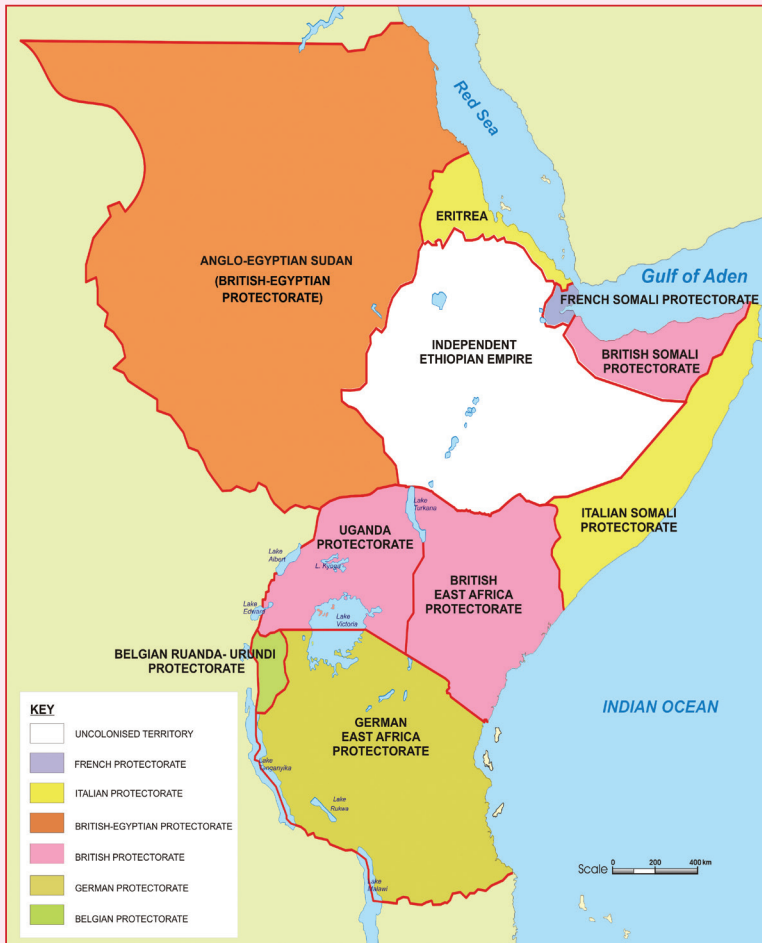 Red Sea
ERITREA
ANGLO-EGYPTIAN SUDAN
(BRITISH-EGYPTIAN
PROTECTORATE)
Gulf of Aden
FRENCH SOMALI PROTECTORATE
INDEPENDENT
ETHIOPIAN EMPIRE
BRITISH SOMALI
PROTECTORATE
Lake
Turkana
ITALIAN SOMALI
PROTECTORATE
UGANDA
PROTECTORATE
Lake
Albert
L. Kyoga
BRITISH
EAST AFRICA
PROTECTORATE
Lake
Edward
Lake
Victoria
BELGIAN RUANDA- URUNDI
PROTECTORATE
INDIAN OCEAN
GERMAN
EAST AFRICA
PROTECTORATE
Lake
Tanganyika
Lake
Rukwa
Lake
Malawi
KEY
UNCOLONISED TERRITORY
FRENCH PROTECTORATE
ITALIAN PROTECTORATE
BRITISH-EGYPTIAN PROTECTORATE
BRITISH PROTECTORATE
GERMAN PROTECTORATE
BELGIAN PROTECTORATE
Scale 0 200 400 km